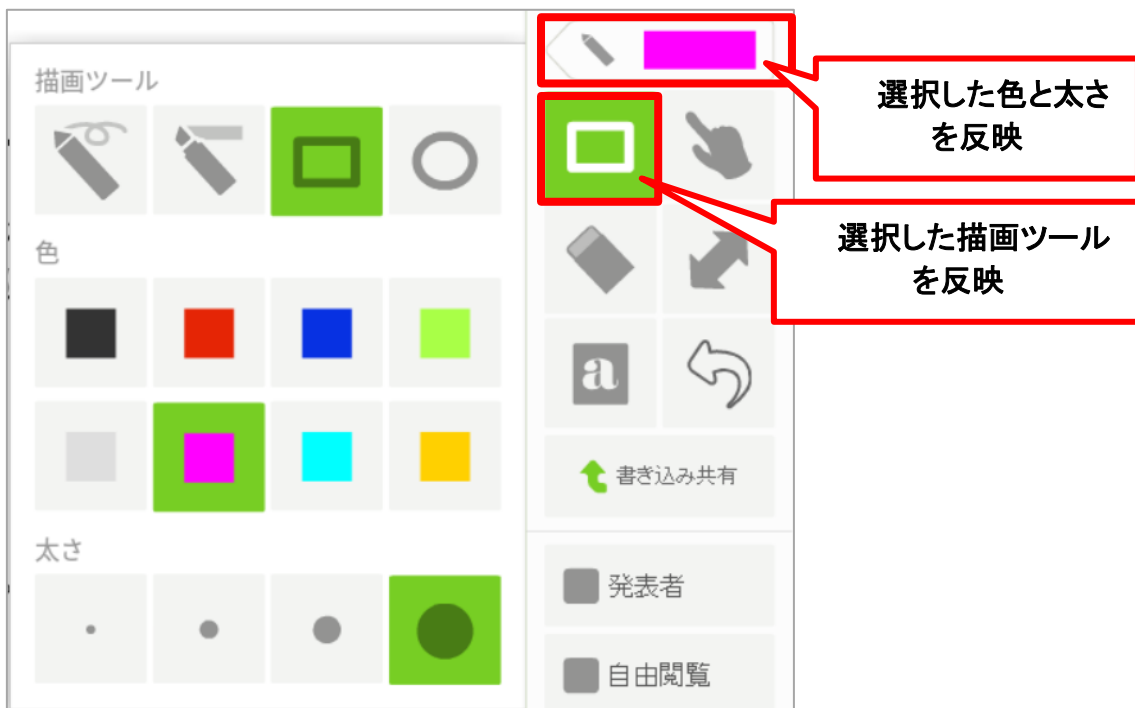 描画ツール
色
太さ
a
書き込み共有
発表者
自由閲覧
選択した色と太さ
を反映
選択した描画ツール
を反映